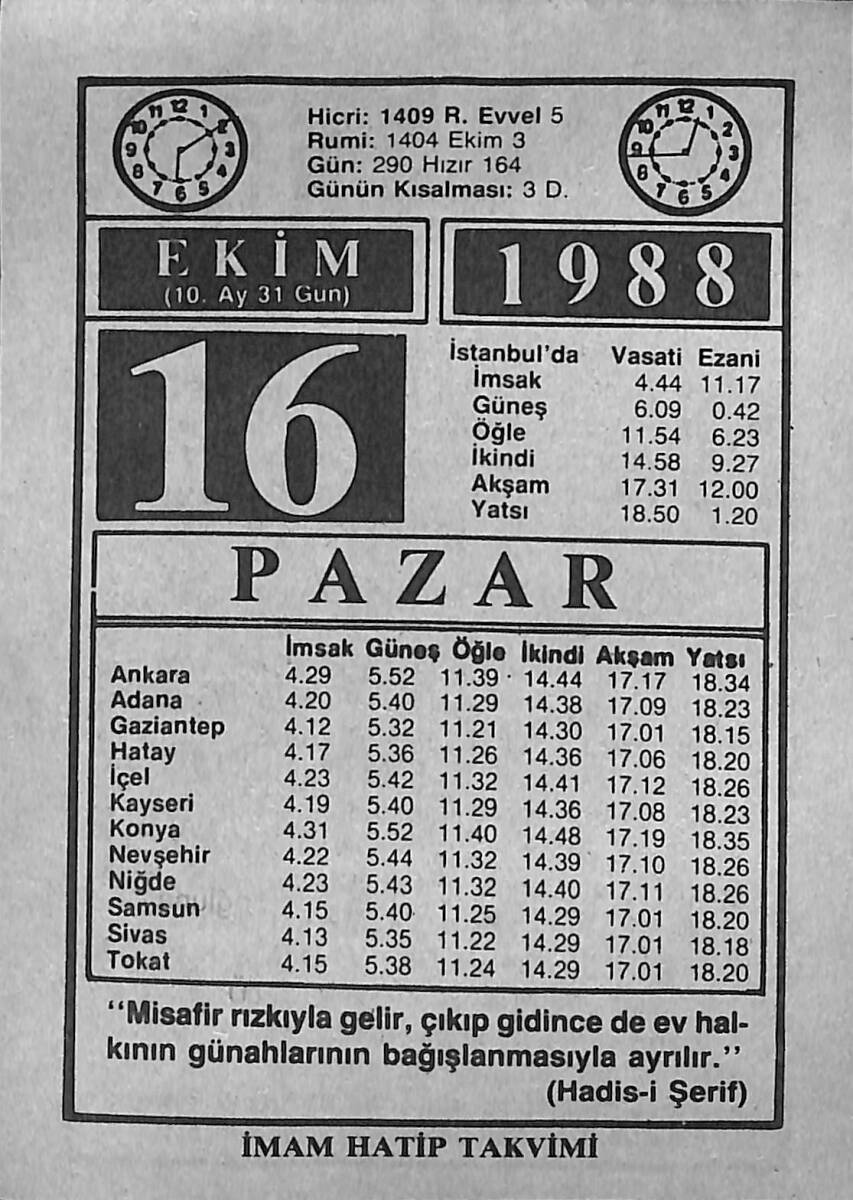 Hicri: 1409 R. Evvel 5
Rumi: 1404 Ekim 3
Gün: 290 Hızır 164
Günün Kısalması: 3 D.
EKİM
(10. Ay 31 Gün)
1988
16
İstanbul'da Vasati Ezani
İmsak 4.44 11.17
Güneş 6.09 0.42
Öğle 11.54 6.23
İkindi 14.58 9.27
Akşam 17.31 12.00
Yatsı 18.50 1.20
PAZAR
İmsak Güneş Öğle İkindi Akşam Yatsı
Ankara 4.29 5.52 11.39 14.44 17.17 18.34
Adana 4.20 5.40 11.29 14.38 17.09 18.23
Gaziantep 4.12 5.32 11.21 14.30 17.01 18.15
Hatay 4.17 5.36 11.26 14.36 17.06 18.20
İçel 4.23 5.42 11.32 14.41 17.12 18.26
Kayseri 4.19 5.40 11.29 14.36 17.08 18.23
Konya 4.31 5.52 11.40 14.48 17.19 18.35
Nevşehir 4.22 5.44 11.32 14.39 17.10 18.26
Niğde 4.23 5.43 11.32 14.40 17.11 18.26
Samsun 4.15 5.40 11.25 14.29 17.01 18.20
Sivas 4.13 5.35 11.22 14.29 17.01 18.18
Tokat 4.15 5.38 11.24 14.29 17.01 18.20
"Misafir rızkıyla gelir, çıkıp gidince de ev hal-
kının günahlarının bağışlanmasıyla ayrılır."
(Hadis-i Şerif)
İMAM HATİP TAKVİMİ